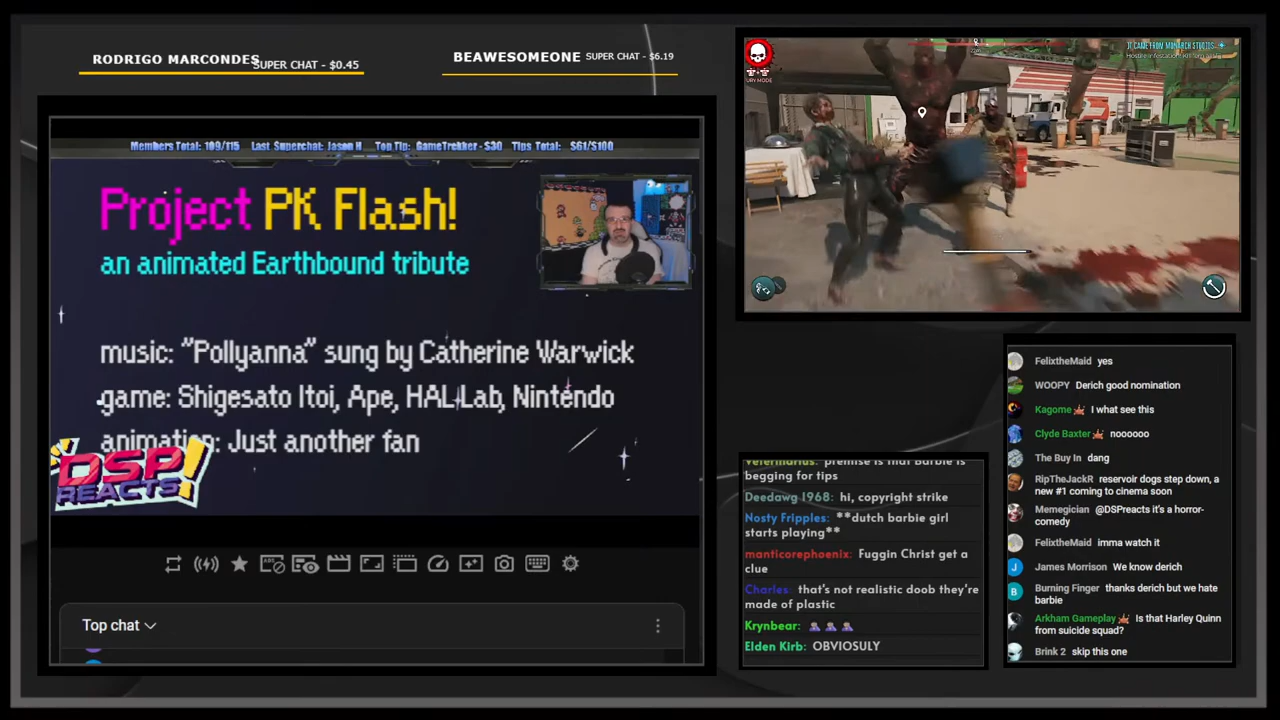 RODRIGO MARCONDES SUPER CHAT - $0.45
BEAWESOMEONE SUPER CHAT - $6.19
Members Total: 109/115 Last Superchat: Jason H Top Tip: GameTrekker - $30 Tips Total: $61/$100
Project PK Flash!
an animated Earthbound tribute
music: "Pollyanna" sung by Catherine Warwick
game: Shigesato Itoi, Ape, HAL Lab, Nintendo
animation: Just another fan
DSP
REACTS!
Top chat
IT CAME FROM MONARCH STUDIOS
FURY MODE
Veterinarius: premise is that Barbie is
begging for tips
Deedawg 1968: hi, copyright strike
Nosty Fripples: **dutch barbie girl
starts playing**
manticorephoenix: Fuggin Christ get a
clue
Charles: that's not realistic doob they're
made of plastic
Krynbear:
Elden Kirb: OBVIOSULY
FelixtheMaid yes
WOOPY Derich good nomination
Kagome I what see this
Clyde Baxter noooooo
The Buy In dang
RipTheJackR reservoir dogs step down, a
new #1 coming to cinema soon
Memegician @DSPreacts it's a horror-
comedy
FelixtheMaid imma watch it
James Morrison We know derich
Burning Finger thanks derich but we hate
barbie
Arkham Gameplay Is that Harley Quinn
from suicide squad?
Brink 2 skip this one